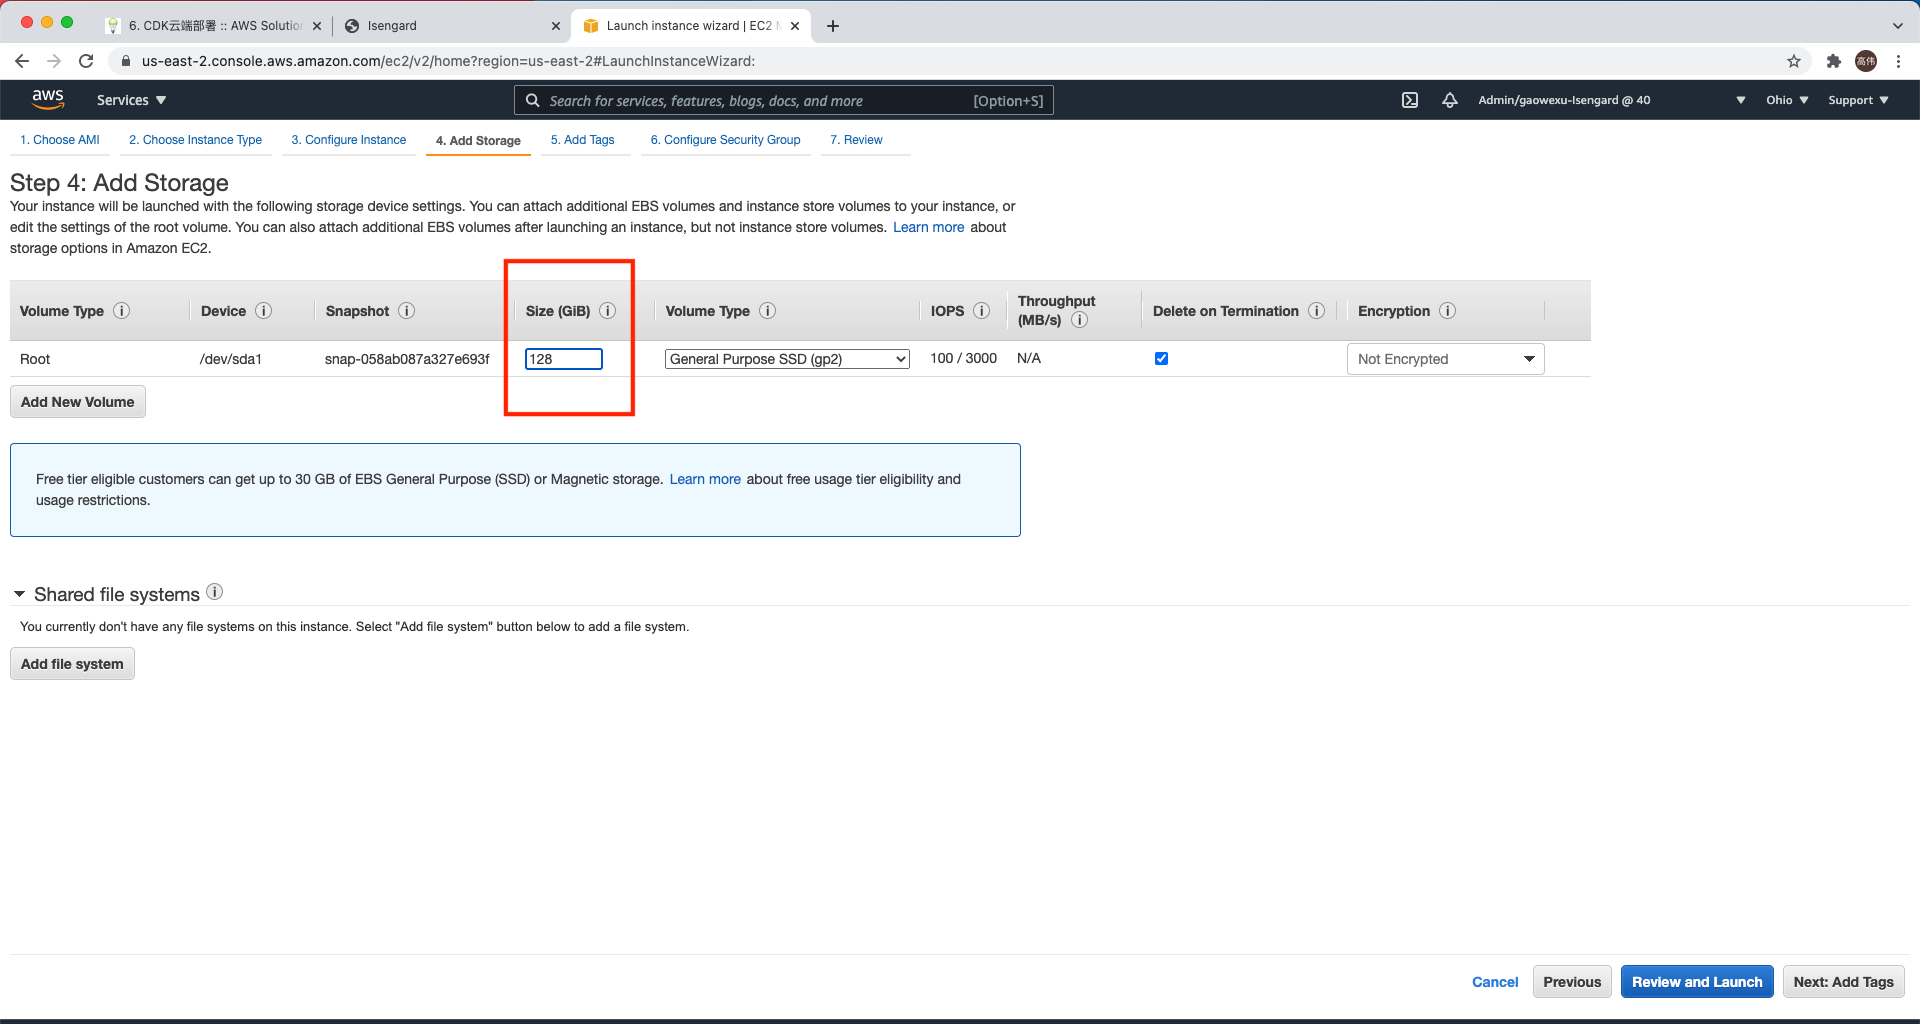 6. CDK云端部署 :: AWS Solution
Isengard
Launch instance wizard | EC2 M
us-east-2.console.aws.amazon.com/ec2/v2/home?region=us-east-2#LaunchInstanceWizard:
高伟
aws
Services
Search for services, features, blogs, docs, and more
[Option+S]
Admin/gaowexu-Isengard @ 40
Ohio
Support
1. Choose AMI
2. Choose Instance Type
3. Configure Instance
4. Add Storage
5. Add Tags
6. Configure Security Group
7. Review
Step 4: Add Storage
Your instance will be launched with the following storage device settings. You can attach additional EBS volumes and instance store volumes to your instance, or
edit the settings of the root volume. You can also attach additional EBS volumes after launching an instance, but not instance store volumes. Learn more about
storage options in Amazon EC2.
Volume Type
Device
Snapshot
Size (GiB)
Volume Type
IOPS
Throughput
(MB/s)
Delete on Termination
Encryption
Root
/dev/sda1
snap-058ab087a327e693f
128
General Purpose SSD (gp2)
100 / 3000
N/A
Not Encrypted
Add New Volume
Free tier eligible customers can get up to 30 GB of EBS General Purpose (SSD) or Magnetic storage. Learn more about free usage tier eligibility and
usage restrictions.
Shared file systems
You currently don't have any file systems on this instance. Select "Add file system" button below to add a file system.
Add file system
Cancel
Previous
Review and Launch
Next: Add Tags